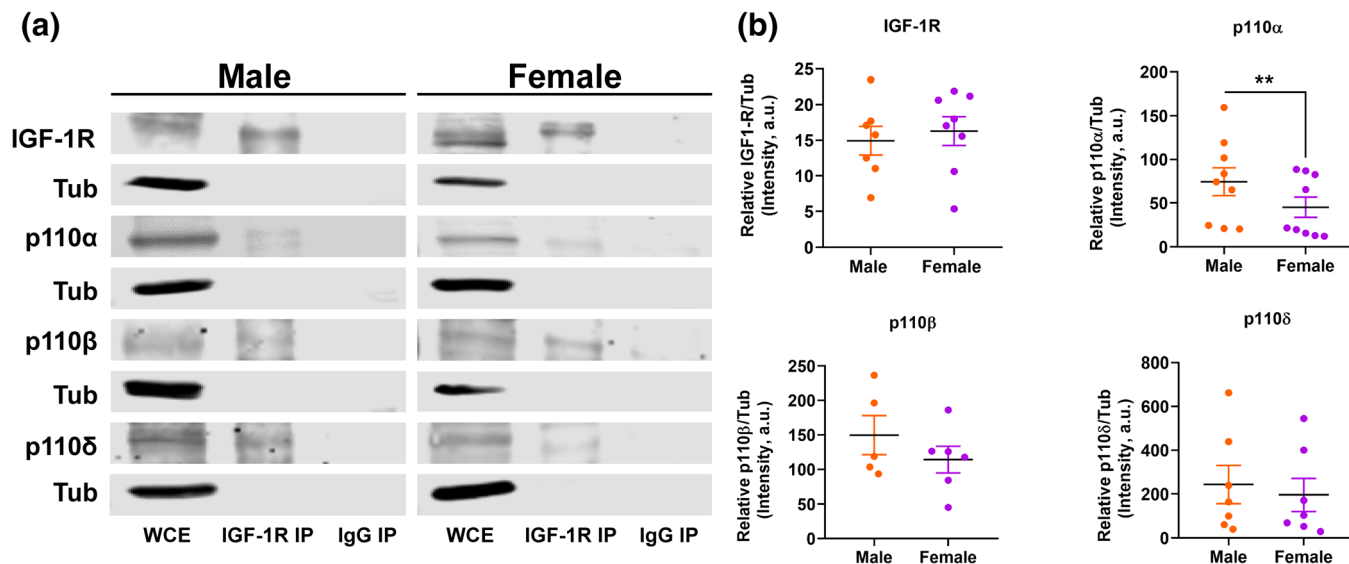 (a)
Male Female
IGF-1R
Tub
p110α
Tub
p110β
Tub
p110δ
Tub
WCE IGF-1R IP IgG IP WCE IGF-1R IP IgG IP
(b)
IGF-1R
Relative IGF1-R/Tub
(Intensity, a.u.)
25
20
15
10
5
0
Male Female
p110α
Relative p110α/Tub
(Intensity, a.u.)
200
150
100
50
0
**
Male Female
p110β
Relative p110β/Tub
(Intensity, a.u.)
250
200
150
100
50
0
Male Female
p110δ
Relative p110δ/Tub
(Intensity, a.u.)
800
600
400
200
0
Male Female